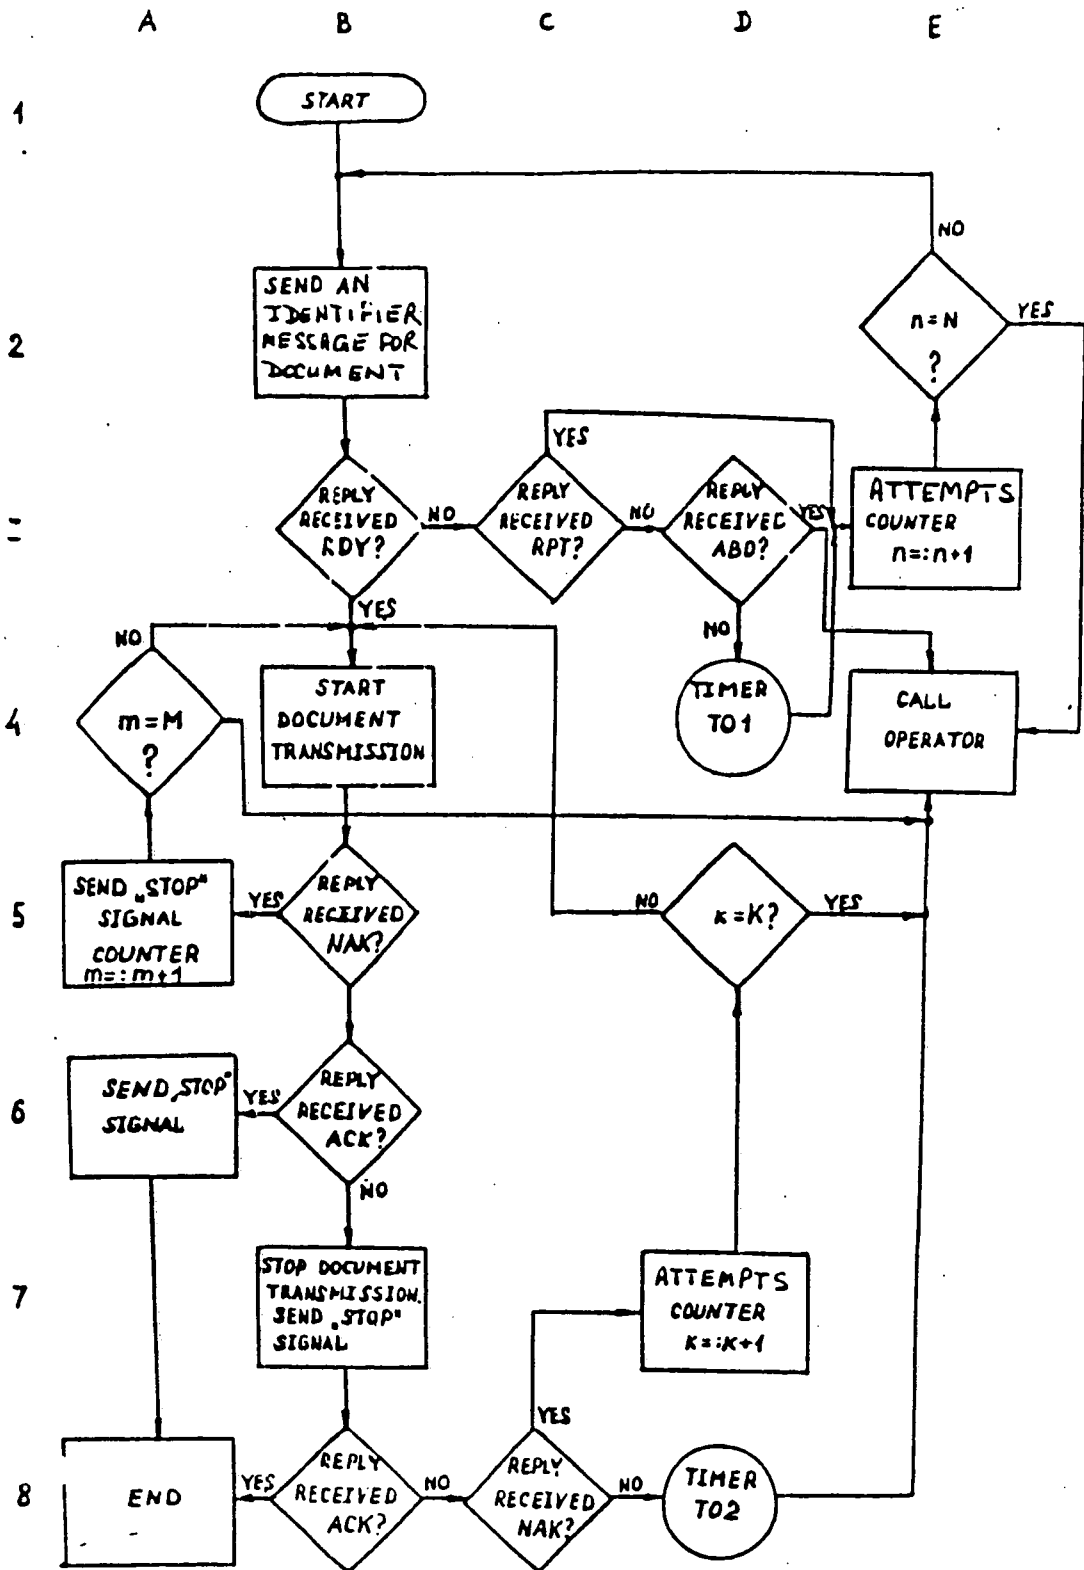 A B C D E
1
START
NO
2
SEND AN
IDENTIFIER
MESSAGE FOR
DOCUMENT
n=N
?
YES
YES
REPLY
RECEIVED
RDY?
NO
REPLY
RECEIVED
RPT?
NO
REPLY
RECEIVED
ABO?
YES
ATTEMPTS
COUNTER
n=:n+1
YES
NO
NO
4
m=M
?
START
DOCUMENT
TRANSMISSION
TIMER
TO1
CALL
OPERATOR
5
SEND „STOP"
SIGNAL
COUNTER
m=:m+1
YES
REPLY
RECEIVED
NAK?
NO
K=K?
YES
6
SEND „STOP"
SIGNAL
YES
REPLY
RECEIVED
ACK?
NO
7
STOP DOCUMENT
TRANSMISSION.
SEND „STOP"
SIGNAL
ATTEMPTS
COUNTER
K=:K+1
YES
8
END
YES
REPLY
RECEIVED
ACK?
NO
REPLY
RECEIVED
NAK?
NO
TIMER
TO2